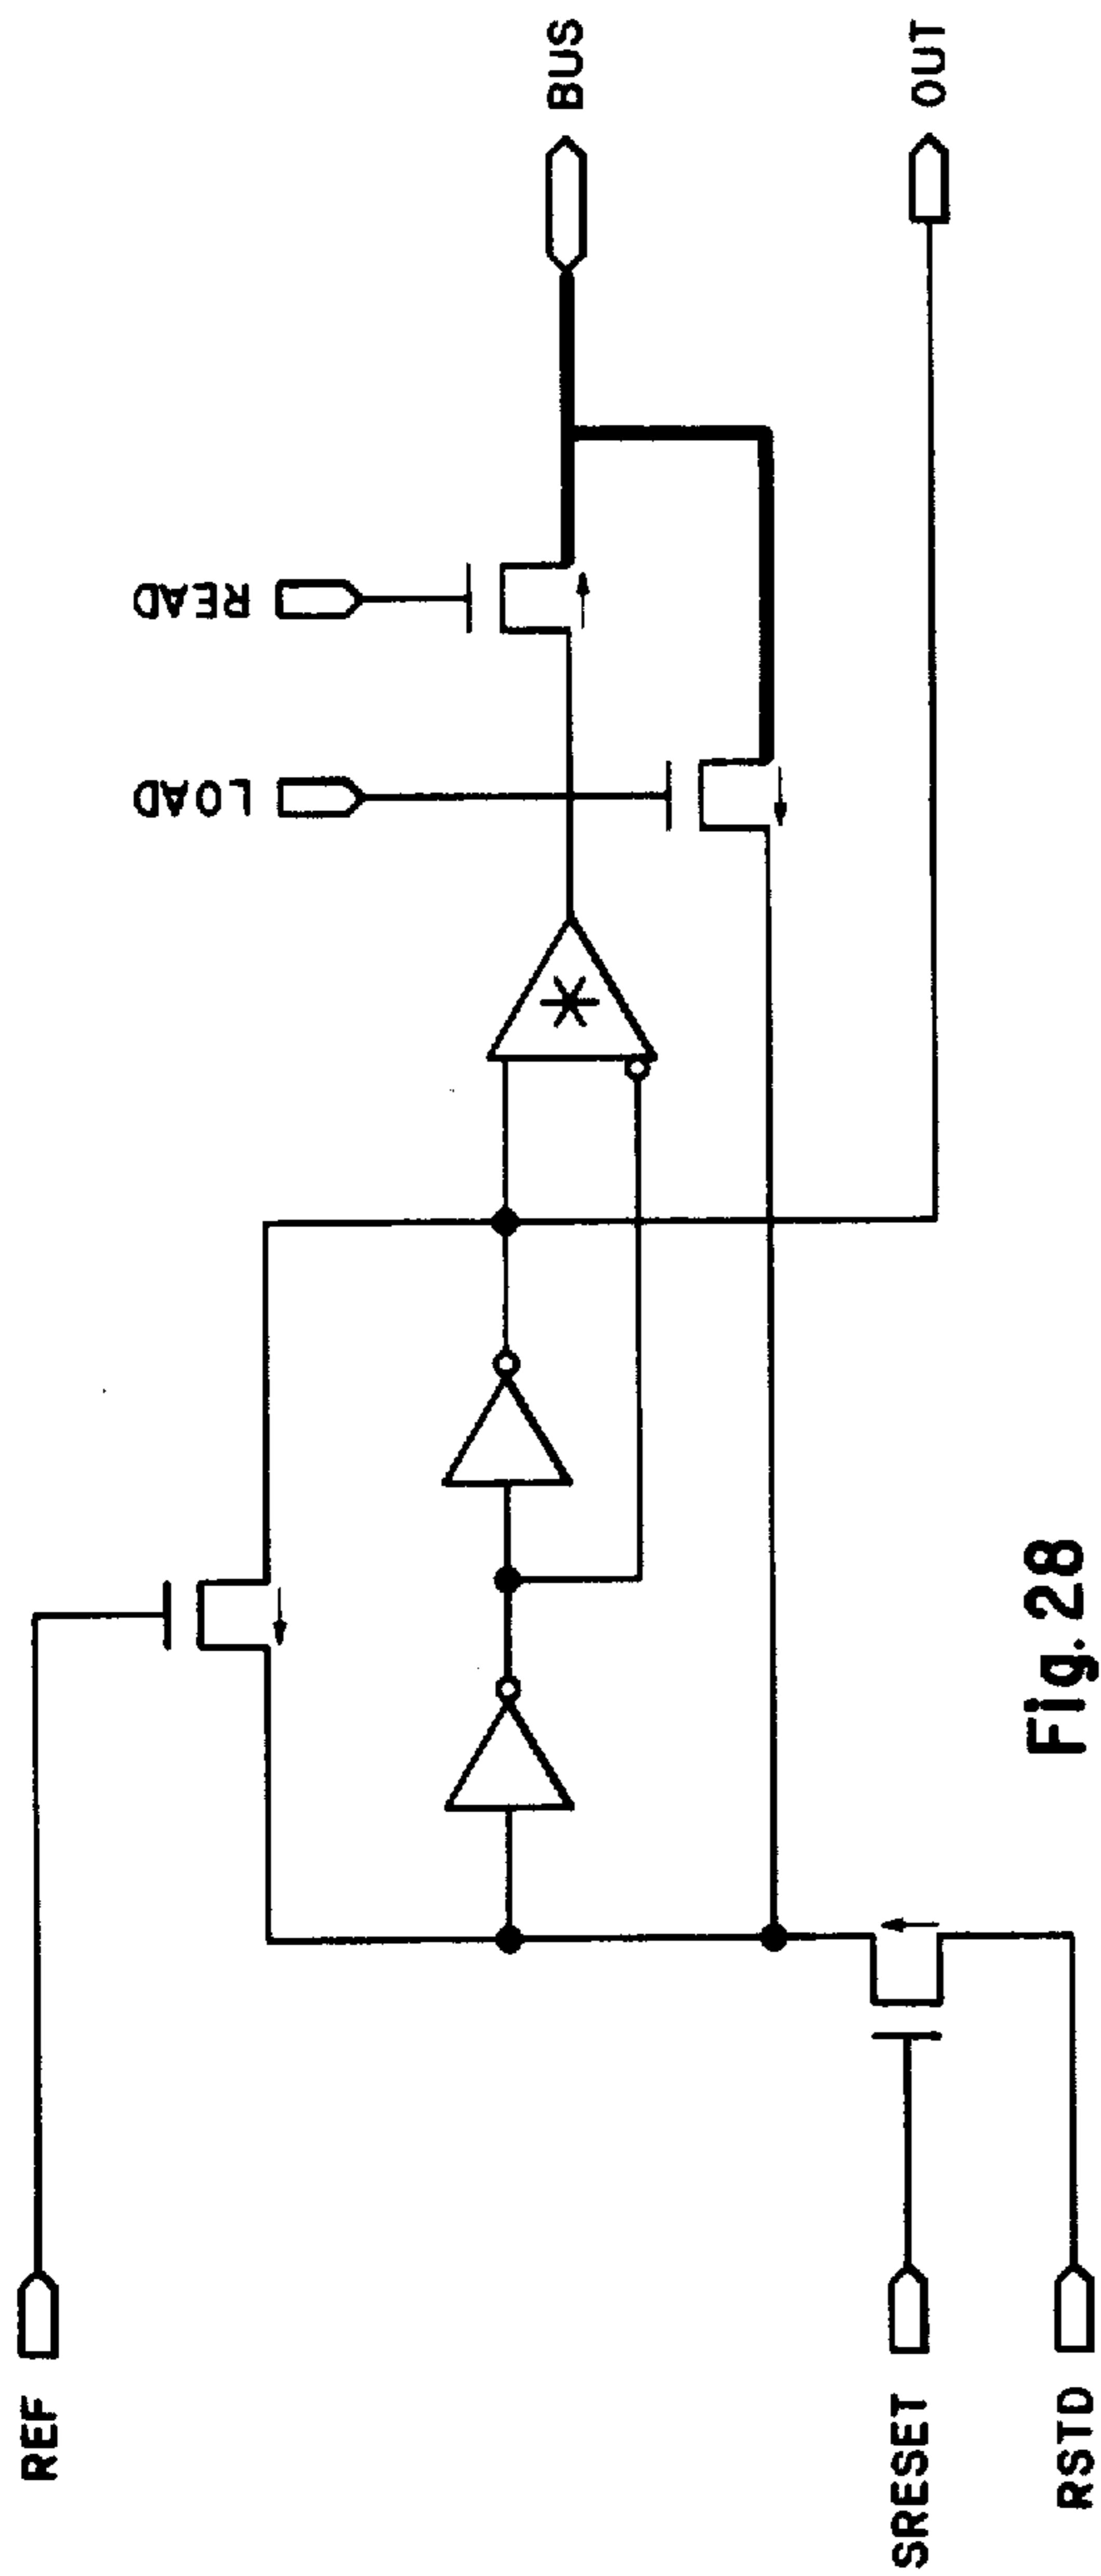 REF
READ
LOAD
BUS
OUT
SRESET
RSTD
Fig. 28